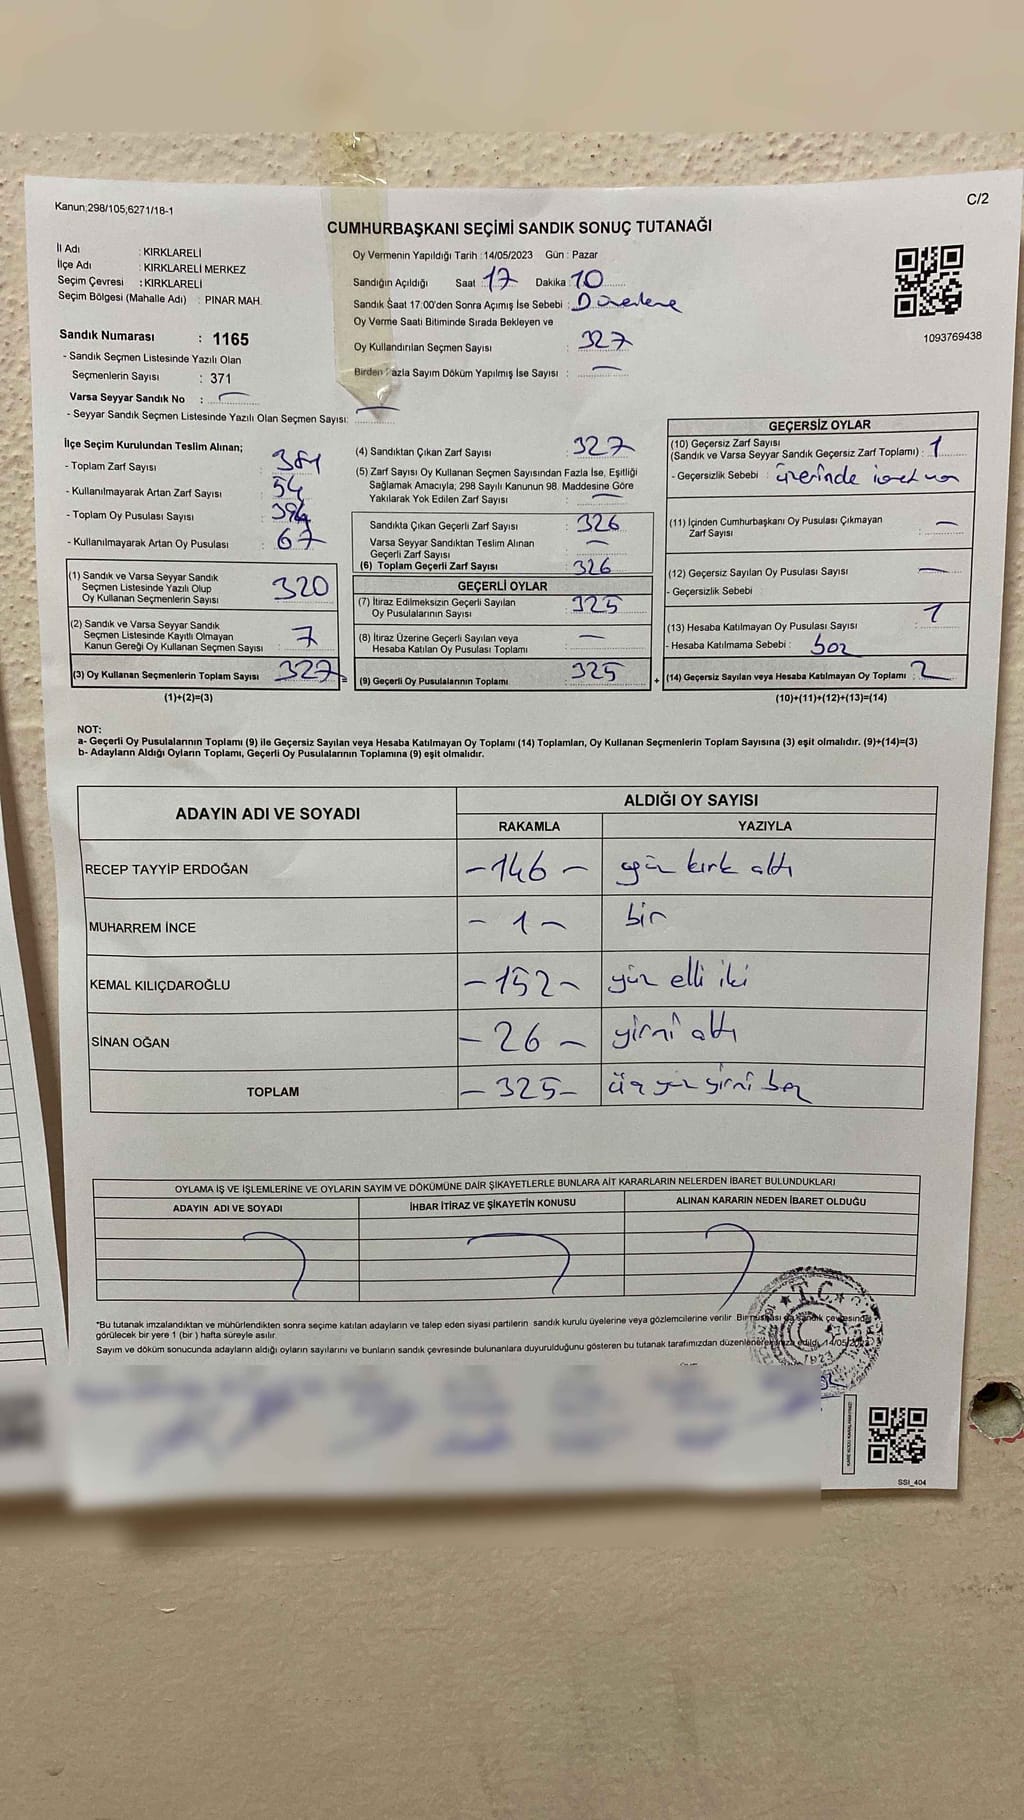 Kanun;298/105;6271/18-1
C/2
CUMHURBAŞKANI SEÇİMİ SANDIK SONUÇ TUTANAĞI
İl Adı : KIRKLARELİ
İlçe Adı : KIRKLARELİ MERKEZ
Seçim Çevresi : KIRKLARELİ
Seçim Bölgesi (Mahalle Adı) : PINAR MAH.
Oy Vermenin Yapıldığı Tarih : 14/05/2023 Gün : Pazar
Sandığın Açıldığı Saat : 17 Dakika : 10
Sandık Saat 17:00'den Sonra Açımış İse Sebebi :
Oy Verme Saati Bitiminde Sırada Bekleyen ve
Oy Kullandırılan Seçmen Sayısı : 327
Birden Fazla Sayım Döküm Yapılmış İse Sayısı : —
1093769438
Sandık Numarası : 1165
- Sandık Seçmen Listesinde Yazılı Olan
Seçmenlerin Sayısı : 371
Varsa Seyyar Sandık No : —
- Seyyar Sandık Seçmen Listesinde Yazılı Olan Seçmen Sayısı: —
İlçe Seçim Kurulundan Teslim Alınan;
- Toplam Zarf Sayısı : 381
- Kullanılmayarak Artan Zarf Sayısı : 54
- Toplam Oy Pusulası Sayısı : 394
- Kullanılmayarak Artan Oy Pusulası : 67
(1) Sandık ve Varsa Seyyar Sandık
Seçmen Listesinde Yazılı Olup
Oy Kullanan Seçmenlerin Sayısı : 320
(2) Sandık ve Varsa Seyyar Sandık
Seçmen Listesinde Kayıtlı Olmayan
Kanun Gereği Oy Kullanan Seçmen Sayısı : 7
(3) Oy Kullanan Seçmenlerin Toplam Sayısı : 327
(1)+(2)=(3)
(4) Sandıktan Çıkan Zarf Sayısı : 327
(5) Zarf Sayısı Oy Kullanan Seçmen Sayısından Fazla İse, Eşitliği
Sağlamak Amacıyla; 298 Sayılı Kanunun 98. Maddesine Göre
Yakılarak Yok Edilen Zarf Sayısı : —
Sandıkta Çıkan Geçerli Zarf Sayısı : 326
Varsa Seyyar Sandıktan Teslim Alınan
Geçerli Zarf Sayısı : —
(6) Toplam Geçerli Zarf Sayısı : 326
GEÇERLİ OYLAR
(7) İtiraz Edilmeksizin Geçerli Sayılan
Oy Pusulalarının Sayısı : 325
(8) İtiraz Üzerine Geçerli Sayılan veya
Hesaba Katılan Oy Pusulası Toplamı : —
(9) Geçerli Oy Pusulalarının Toplamı : 325
GEÇERSİZ OYLAR
(10) Geçersiz Zarf Sayısı
(Sandık ve Varsa Seyyar Sandık Geçersiz Zarf Toplamı) : 1
- Geçersizlik Sebebi : üzerinde işaret var
(11) İçinden Cumhurbaşkanı Oy Pusulası Çıkmayan
Zarf Sayısı : —
(12) Geçersiz Sayılan Oy Pusulası Sayısı : —
- Geçersizlik Sebebi
(13) Hesaba Katılmayan Oy Pusulası Sayısı : 1
- Hesaba Katılmama Sebebi : boş
(14) Geçersiz Sayılan veya Hesaba Katılmayan Oy Toplamı : 2
(10)+(11)+(12)+(13)=(14)
NOT:
a- Geçerli Oy Pusulalarının Toplamı (9) ile Geçersiz Sayılan veya Hesaba Katılmayan Oy Toplamı (14) Toplamları, Oy Kullanan Seçmenlerin Toplam Sayısına (3) eşit olmalıdır. (9)+(14)=(3)
b- Adayların Aldığı Oyların Toplamı, Geçerli Oy Pusulalarının Toplamına (9) eşit olmalıdır.
ADAYIN ADI VE SOYADI
ALDIĞI OY SAYISI
RAKAMLA YAZIYLA
RECEP TAYYİP ERDOĞAN -146- yüz kırk altı
MUHARREM İNCE -1- bir
KEMAL KILIÇDAROĞLU -152- yüz elli iki
SİNAN OĞAN -26- yirmi altı
TOPLAM -325- üç yüz yirmi beş
OYLAMA İŞ VE İŞLEMLERİNE VE OYLARIN SAYIM VE DÖKÜMÜNE DAİR ŞİKAYETLERLE BUNLARA AİT KARARLARIN NELERDEN İBARET BULUNDUKLARI
ADAYIN ADI VE SOYADI İHBAR İTİRAZ VE ŞİKAYETİN KONUSU ALINAN KARARIN NEDEN İBARET OLDUĞU
*Bu tutanak imzalandıktan ve mühürlendikten sonra seçime katılan adayların ve talep eden siyasi partilerin sandık kurulu üyelerine veya gözlemcilerine verilir. Bir nüshası da sandık çevresinde
görülecek bir yere 1 (bir) hafta süreyle asılır.
Sayım ve döküm sonucunda adayların aldığı oyların sayılarını ve bunların sandık çevresinde bulunanlara duyurulduğunu gösteren bu tutanak tarafımızdan düzenlenerek imza edildi. 14/05/2023
T.C.
1923
SSI_404